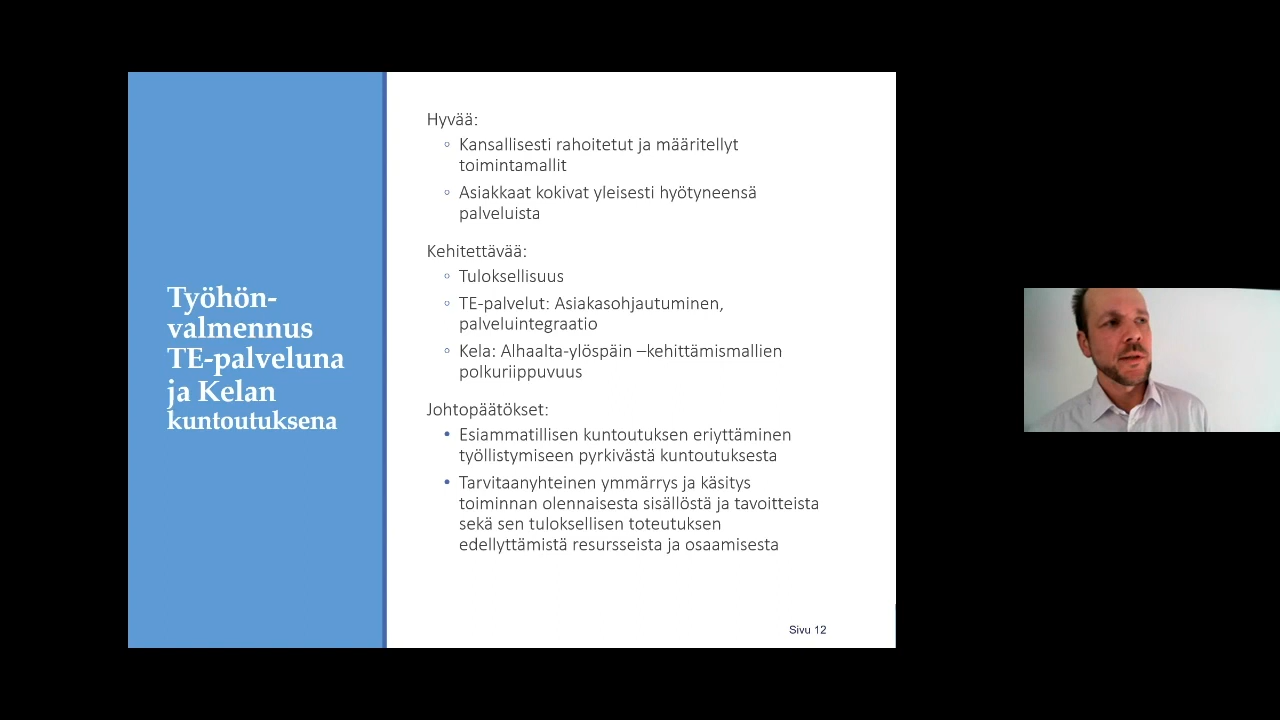 Työhön-
valmennus
TE-palveluna
ja Kelan
kuntoutuksena
Hyvää:
◦ Kansallisesti rahoitetut ja määritellyt
toimintamallit
◦ Asiakkaat kokivat yleisesti hyötyneensä
palveluista
Kehitettävää:
◦ Tuloksellisuus
◦ TE-palvelut: Asiakasohjautuminen,
palveluintegraatio
◦ Kela: Alhaalta-ylöspäin –kehittämismallien
polkuriippuvuus
Johtopäätökset:
• Esiammatillisen kuntoutuksen eriyttäminen
työllistymiseen pyrkivästä kuntoutuksesta
• Tarvitaanyhteinen ymmärrys ja käsitys
toiminnan olennaisesta sisällöstä ja tavoitteista
sekä sen tuloksellisen toteutuksen
edellyttämistä resursseista ja osaamisesta
Sivu 12